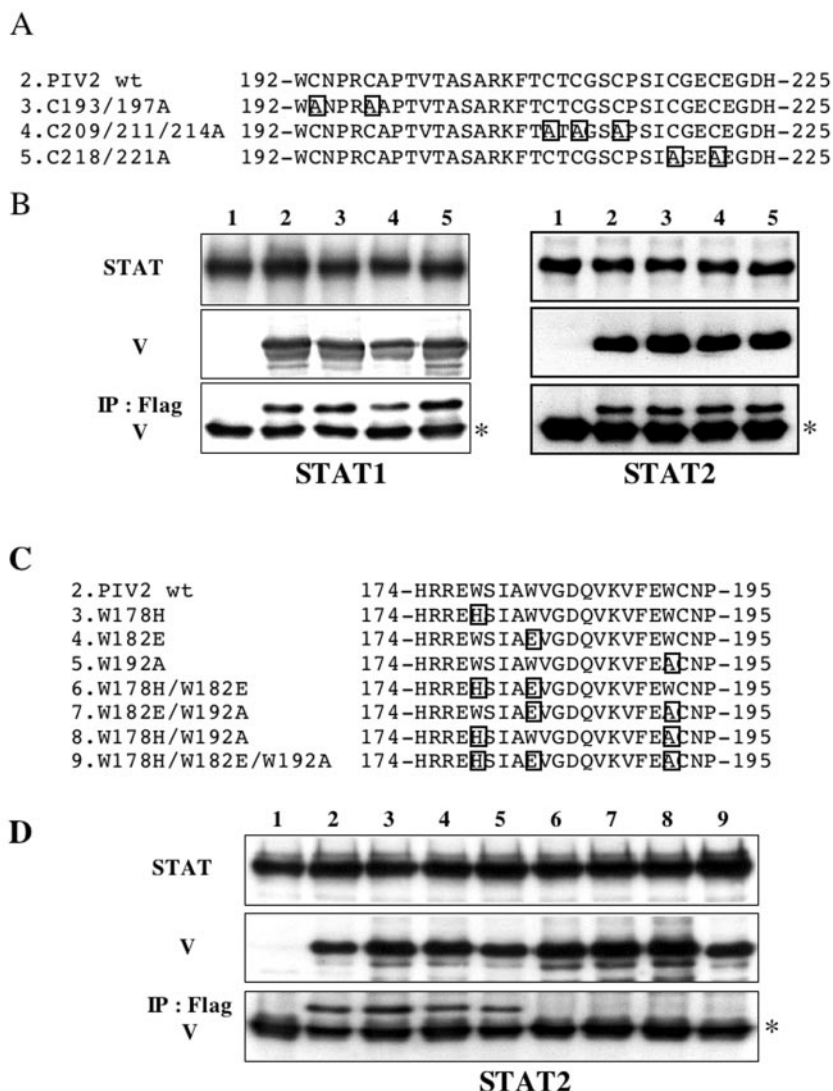 A
2.PIV2 wt 192-WCNPRCAPTVTASARKFTCTCGSCPSICGECEGDH-225
3.C193/197A 192-WANPRAAPTVTASARKFTCTCGSCPSICGECEGDH-225
4.C209/211/214A 192-WCNPRCAPTVTASARKFTATAGSAPSICGECEGDH-225
5.C218/221A 192-WCNPRCAPTVTASARKFTCTCGSCPSIAGEAEGDH-225
B
1 2 3 4 5 1 2 3 4 5
STAT
V
IP : Flag
V * *
STAT1 STAT2
C
2.PIV2 wt 174-HRREWSIAWVGDQVKVFEWCNP-195
3.W178H 174-HRREHSIAWVGDQVKVFEWCNP-195
4.W182E 174-HRREWSIAEVGDQVKVFEWCNP-195
5.W192A 174-HRREWSIAWVGDQVKVFEACNP-195
6.W178H/W182E 174-HRREHSIAEVGDQVKVFEWCNP-195
7.W182E/W192A 174-HRREWSIAEVGDQVKVFEACNP-195
8.W178H/W192A 174-HRREHSIAWVGDQVKVFEACNP-195
9.W178H/W182E/W192A 174-HRREHSIAEVGDQVKVFEACNP-195
D
1 2 3 4 5 6 7 8 9
STAT
V
IP : Flag
V *
STAT2